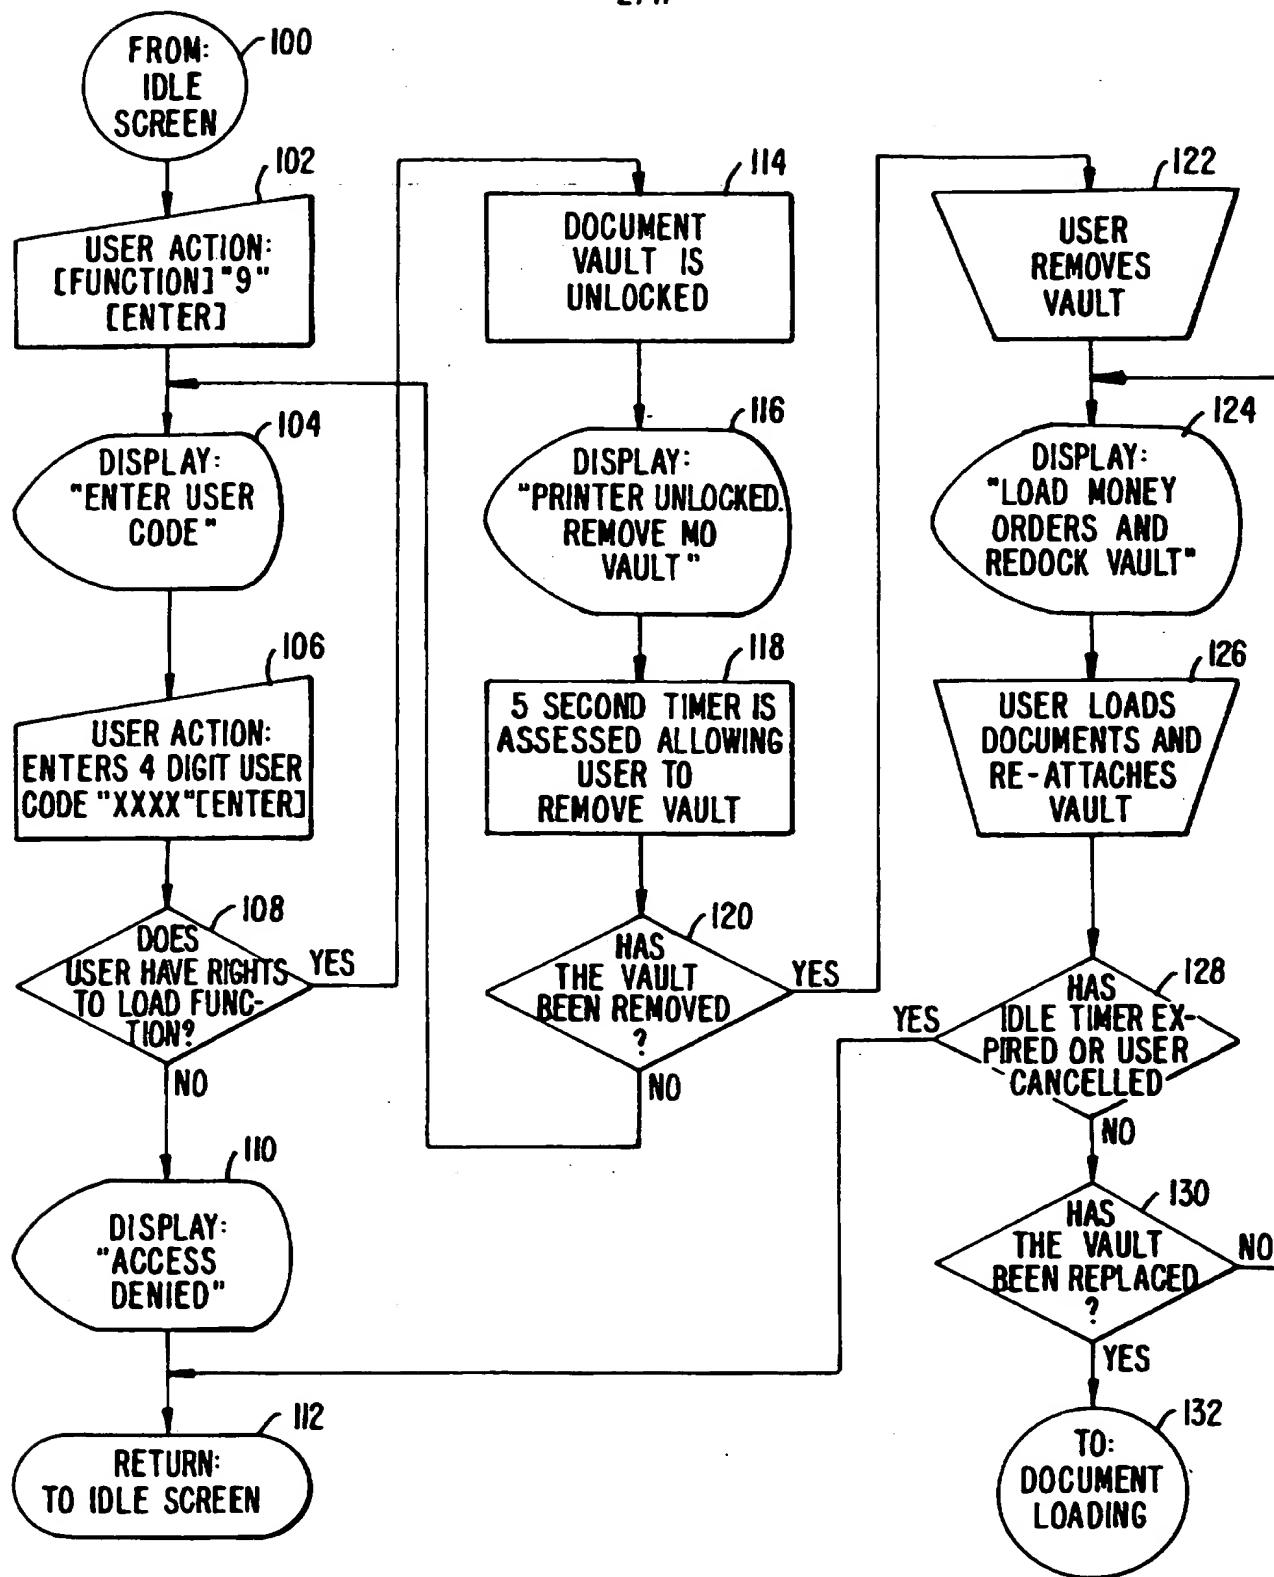 FROM:
IDLE
SCREEN
100
102
USER ACTION:
[FUNCTION] "9"
[ENTER]
104
DISPLAY:
"ENTER USER
CODE"
106
USER ACTION:
ENTERS 4 DIGIT USER
CODE "XXXX" [ENTER]
108
DOES
USER HAVE RIGHTS
TO LOAD FUNC-
TION?
YES
NO
110
DISPLAY:
"ACCESS
DENIED"
112
RETURN:
TO IDLE SCREEN
114
DOCUMENT
VAULT IS
UNLOCKED
116
DISPLAY:
"PRINTER UNLOCKED.
REMOVE MO
VAULT"
118
5 SECOND TIMER IS
ASSESSED ALLOWING
USER TO
REMOVE VAULT
120
HAS
THE VAULT
BEEN REMOVED
?
YES
NO
122
USER
REMOVES
VAULT
124
DISPLAY:
"LOAD MONEY
ORDERS AND
REDOCK VAULT"
126
USER LOADS
DOCUMENTS AND
RE-ATTACHES
VAULT
128
HAS
IDLE TIMER EX-
PIRED OR USER
CANCELLED
YES
NO
130
HAS
THE VAULT
BEEN REPLACED
?
NO
YES
132
TO:
DOCUMENT
LOADING